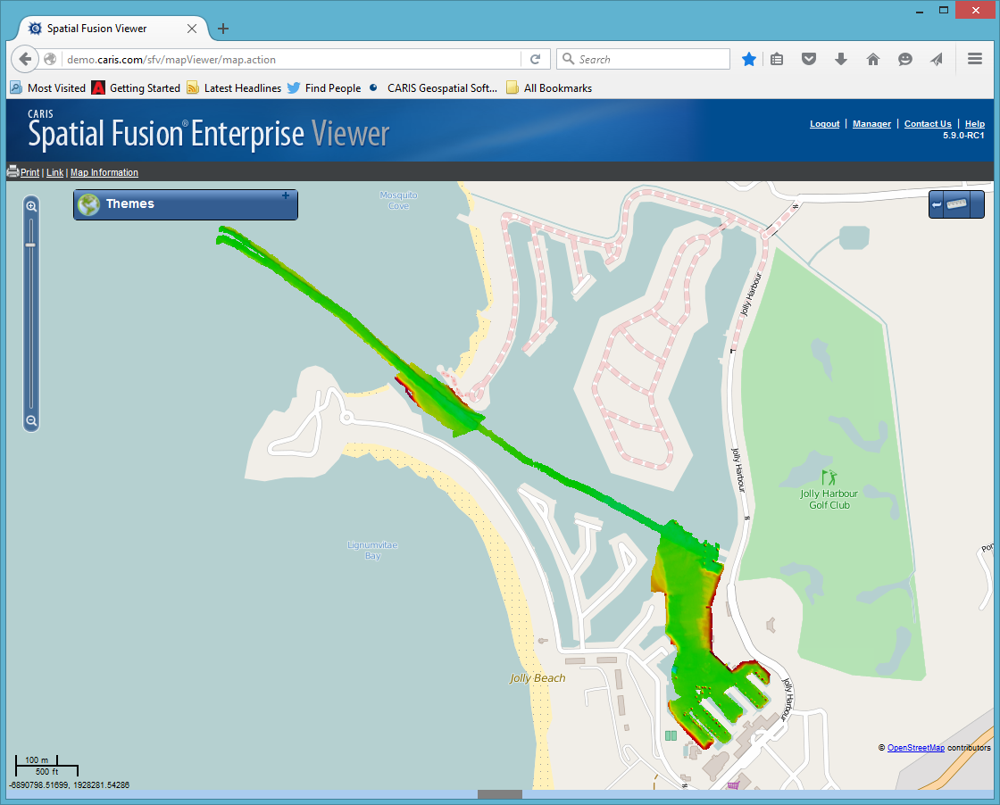 Spatial Fusion Viewer
demo.caris.com/sfv/mapViewer/map.action
Search
Most Visited
Getting Started
Latest Headlines
Find People
CARIS Geospatial Soft...
All Bookmarks
CARIS
Spatial Fusion® Enterprise Viewer
Logout | Manager | Contact Us | Help
5.9.0-RC1
Print | Link | Map Information
Themes
Mosquito
Cove
Jolly Harbour
Jolly Harbour
Jolly Harbour
Golf Club
Lignumvitae
Bay
Jolly Beach
Jolly Harbour
© OpenStreetMap contributors
100 m
500 ft
-6890798.51699, 1928281.54286